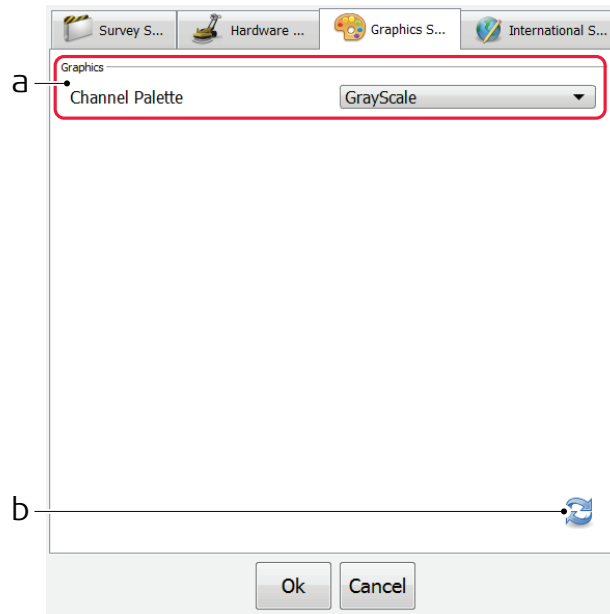 Survey S... Hardware ... Graphics S... International S...
Graphics
a
Channel Palette GrayScale
b
Ok Cancel